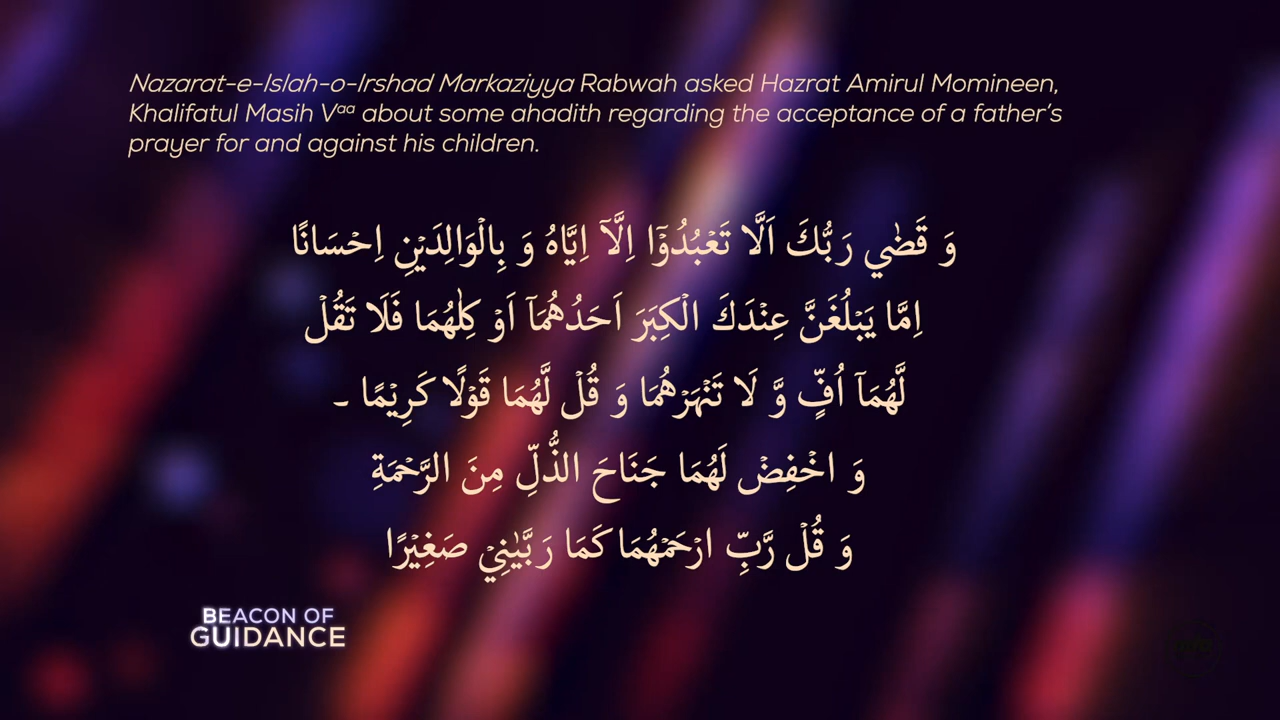 Nazarat-e-Islah-o-Irshad Markaziyya Rabwah asked Hazrat Amirul Momineen,
Khalifatul Masih Vᵃᵃ about some ahadith regarding the acceptance of a father’s
prayer for and against his children.
وَ قَضٰي رَبُّكَ اَلَّا تَعْبُدُوْۤا اِلَّاۤ اِيَّاهُ وَ بِالْوَالِدَيْنِ اِحْسَانًا
اِمَّا يَبْلُغَنَّ عِنْدَكَ الْكِبَرَ اَحَدُهُمَاۤ اَوْ كِلٰهُمَا فَلَا تَقُلْ
لَّهُمَاۤ اُفٍّ وَّ لَا تَنْهَرْهُمَا وَ قُلْ لَّهُمَا قَوْلًا كَرِيْمًا ۔
وَ اخْفِضْ لَهُمَا جَنَاحَ الذُّلِّ مِنَ الرَّحْمَةِ
وَ قُلْ رَّبِّ ارْحَمْهُمَا كَمَا رَبَّيٰنِيْ صَغِيْرًا
BEACON OF
GUIDANCE